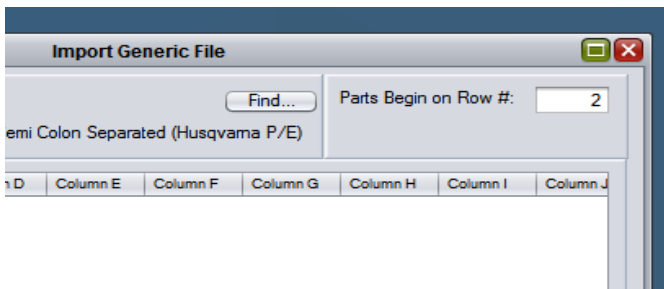 Import Generic File
Find... Parts Begin on Row #: 2
emi Colon Separated (Husqvarna P/E)
n D Column E Column F Column G Column H Column I Column J